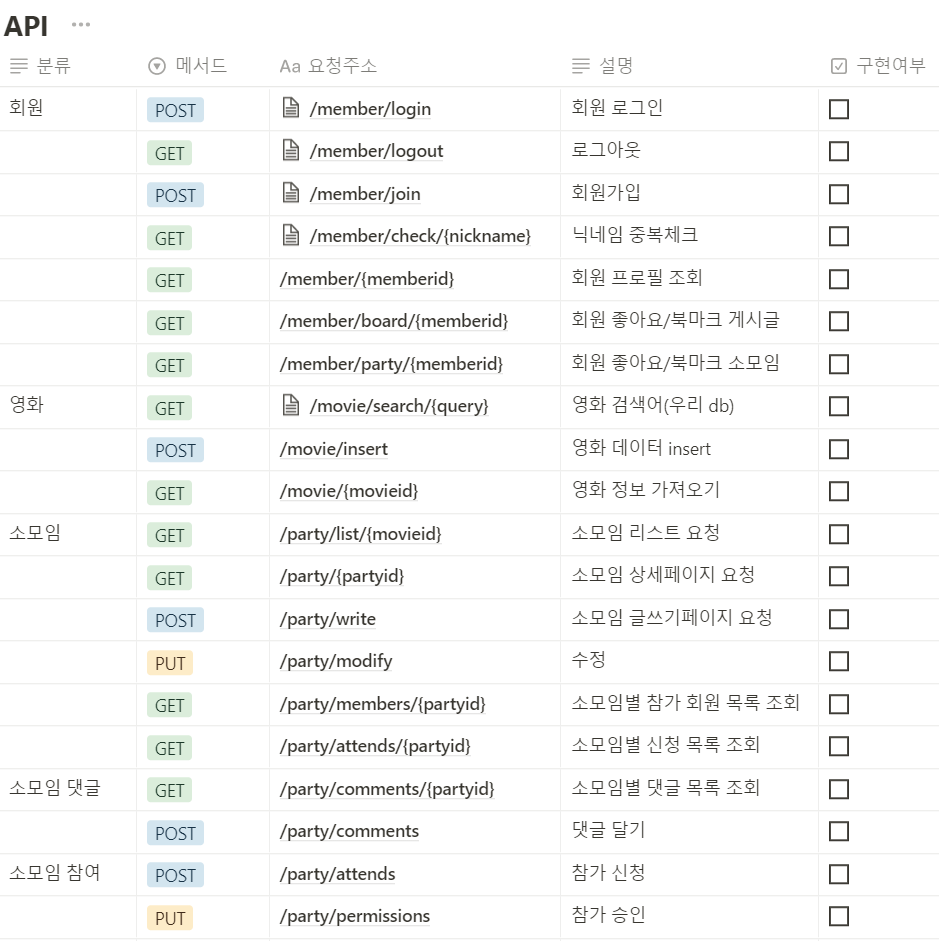 API ...
분류 메서드 Aa 요청주소 설명 구현여부
회원 POST /member/login 회원 로그인
GET /member/logout 로그아웃
POST /member/join 회원가입
GET /member/check/{nickname} 닉네임 중복체크
GET /member/{memberid} 회원 프로필 조회
GET /member/board/{memberid} 회원 좋아요/북마크 게시글
GET /member/party/{memberid} 회원 좋아요/북마크 소모임
영화 GET /movie/search/{query} 영화 검색어(우리 db)
POST /movie/insert 영화 데이터 insert
GET /movie/{movieid} 영화 정보 가져오기
소모임 GET /party/list/{movieid} 소모임 리스트 요청
GET /party/{partyid} 소모임 상세페이지 요청
POST /party/write 소모임 글쓰기페이지 요청
PUT /party/modify 수정
GET /party/members/{partyid} 소모임별 참가 회원 목록 조회
GET /party/attends/{partyid} 소모임별 신청 목록 조회
소모임 댓글 GET /party/comments/{partyid} 소모임별 댓글 목록 조회
POST /party/comments 댓글 달기
소모임 참여 POST /party/attends 참가 신청
PUT /party/permissions 참가 승인